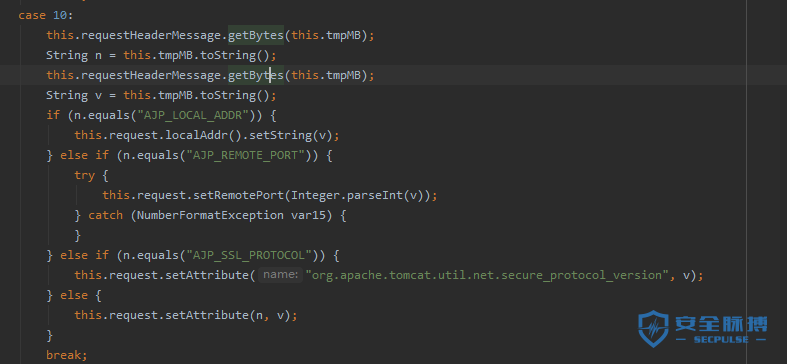 case 10:
this.requestHeaderMessage.getBytes(this.tmpMB);
String n = this.tmpMB.toString();
this.requestHeaderMessage.getBytes(this.tmpMB);
String v = this.tmpMB.toString();
if (n.equals("AJP_LOCAL_ADDR")) {
this.request.localAddr().setString(v);
} else if (n.equals("AJP_REMOTE_PORT")) {
try {
this.request.setRemotePort(Integer.parseInt(v));
} catch (NumberFormatException var15) {
}
} else if (n.equals("AJP_SSL_PROTOCOL")) {
this.request.setAttribute( name: "org.apache.tomcat.util.net.secure_protocol_version", v);
} else {
this.request.setAttribute(n, v);
}
break;
安全脉搏
SECPULSE